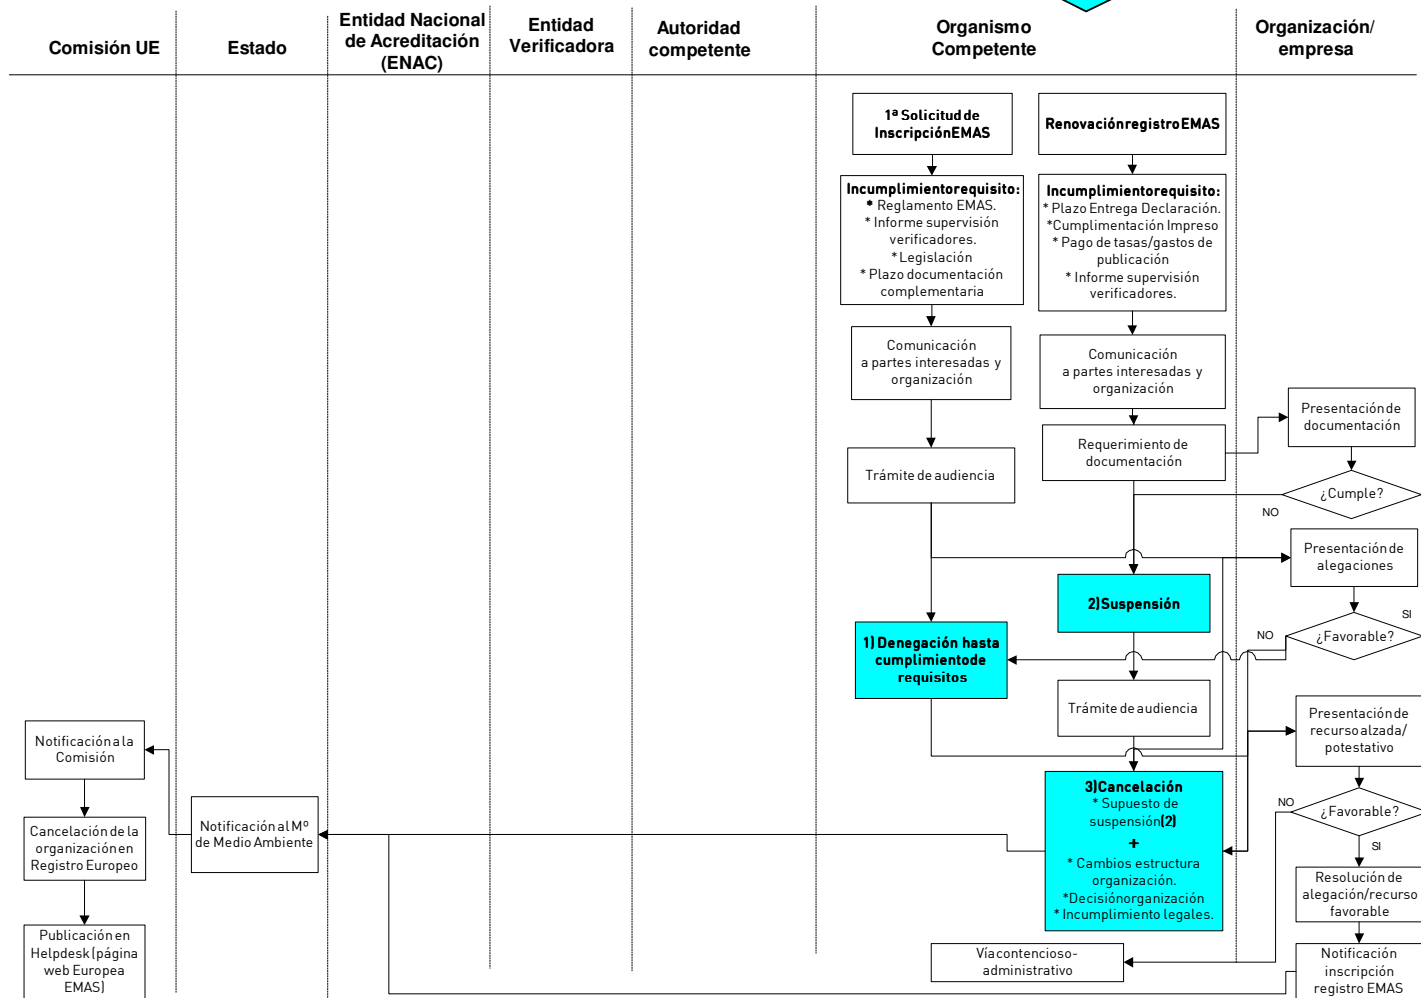 Comisión UE
Estado
Entidad Nacional
de Acreditación
(ENAC)
Entidad
Verificadora
Autoridad
competente
Organismo
Competente
Organización/
empresa
1ª Solicitud de
Inscripción EMAS
Renovación registro EMAS
Incumplimiento requisito:
* Reglamento EMAS.
* Informe supervisión
verificadores.
* Legislación
* Plazo documentación
complementaria
Incumplimiento requisito:
* Plazo Entrega Declaración.
*Cumplimentación Impreso
* Pago de tasas/gastos de
publicación
* Informe supervisión
verificadores.
Comunicación
a partes interesadas y
organización
Comunicación
a partes interesadas y
organización
Presentación de
documentación
Requerimiento de
documentación
Trámite de audiencia
¿Cumple?
NO
Presentación de
alegaciones
2) Suspensión
SI
NO
¿Favorable?
1) Denegación hasta
cumplimiento de
requisitos
Trámite de audiencia
Presentación de
recurso alzada/
potestativo
Notificación a la
Comisión
3) Cancelación
* Supuesto de
suspensión (2)
+
* Cambios estructura
organización.
*Decisión organización
* Incumplimiento legales.
NO
¿Favorable?
SI
Notificación al Mº
de Medio Ambiente
Cancelación de la
organización en
Registro Europeo
Resolución de
alegación/recurso
favorable
Publicación en
Helpdesk (página
web Europea
EMAS)
Vía contencioso-
administrativo
Notificación
inscripción
registro EMAS